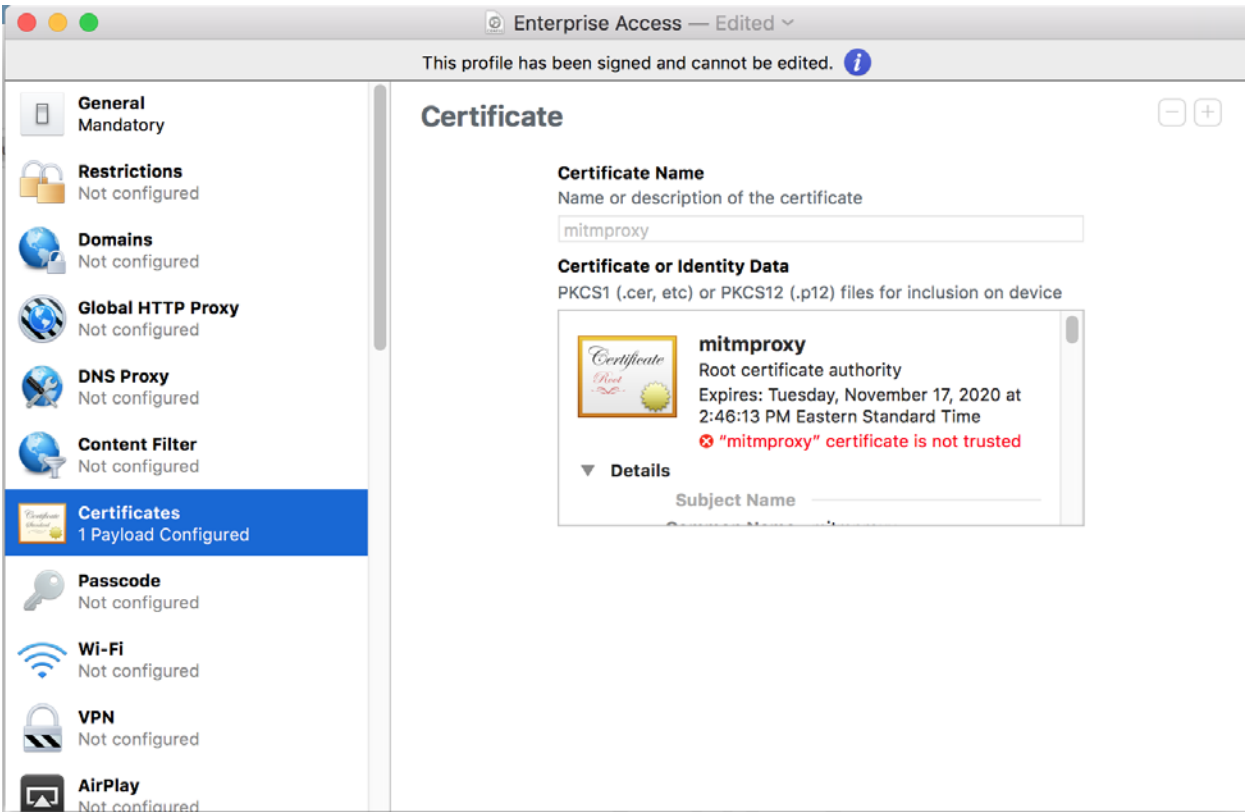 Enterprise Access — Edited
This profile has been signed and cannot be edited.
General
Mandatory
Restrictions
Not configured
Domains
Not configured
Global HTTP Proxy
Not configured
DNS Proxy
Not configured
Content Filter
Not configured
Certificates
1 Payload Configured
Passcode
Not configured
Wi-Fi
Not configured
VPN
Not configured
AirPlay
Not configured
Certificate
Certificate Name
Name or description of the certificate
mitmproxy
Certificate or Identity Data
PKCS1 (.cer, etc) or PKCS12 (.p12) files for inclusion on device
Certificate
Root
mitmproxy
Root certificate authority
Expires: Tuesday, November 17, 2020 at
2:46:13 PM Eastern Standard Time
“mitmproxy” certificate is not trusted
Details
Subject Name